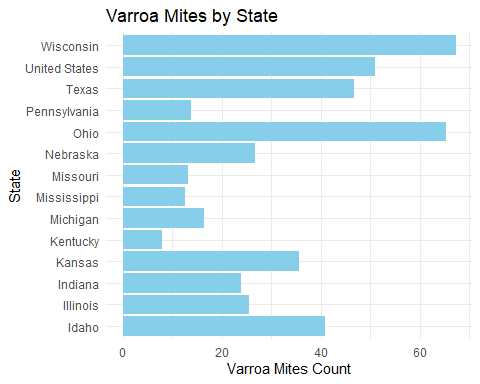 Varroa Mites by State
Wisconsin
United States
Texas
Pennsylvania
Ohio
Nebraska
Missouri
Mississippi
Michigan
Kentucky
Kansas
Indiana
Illinois
Idaho
State
0 20 40 60
Varroa Mites Count